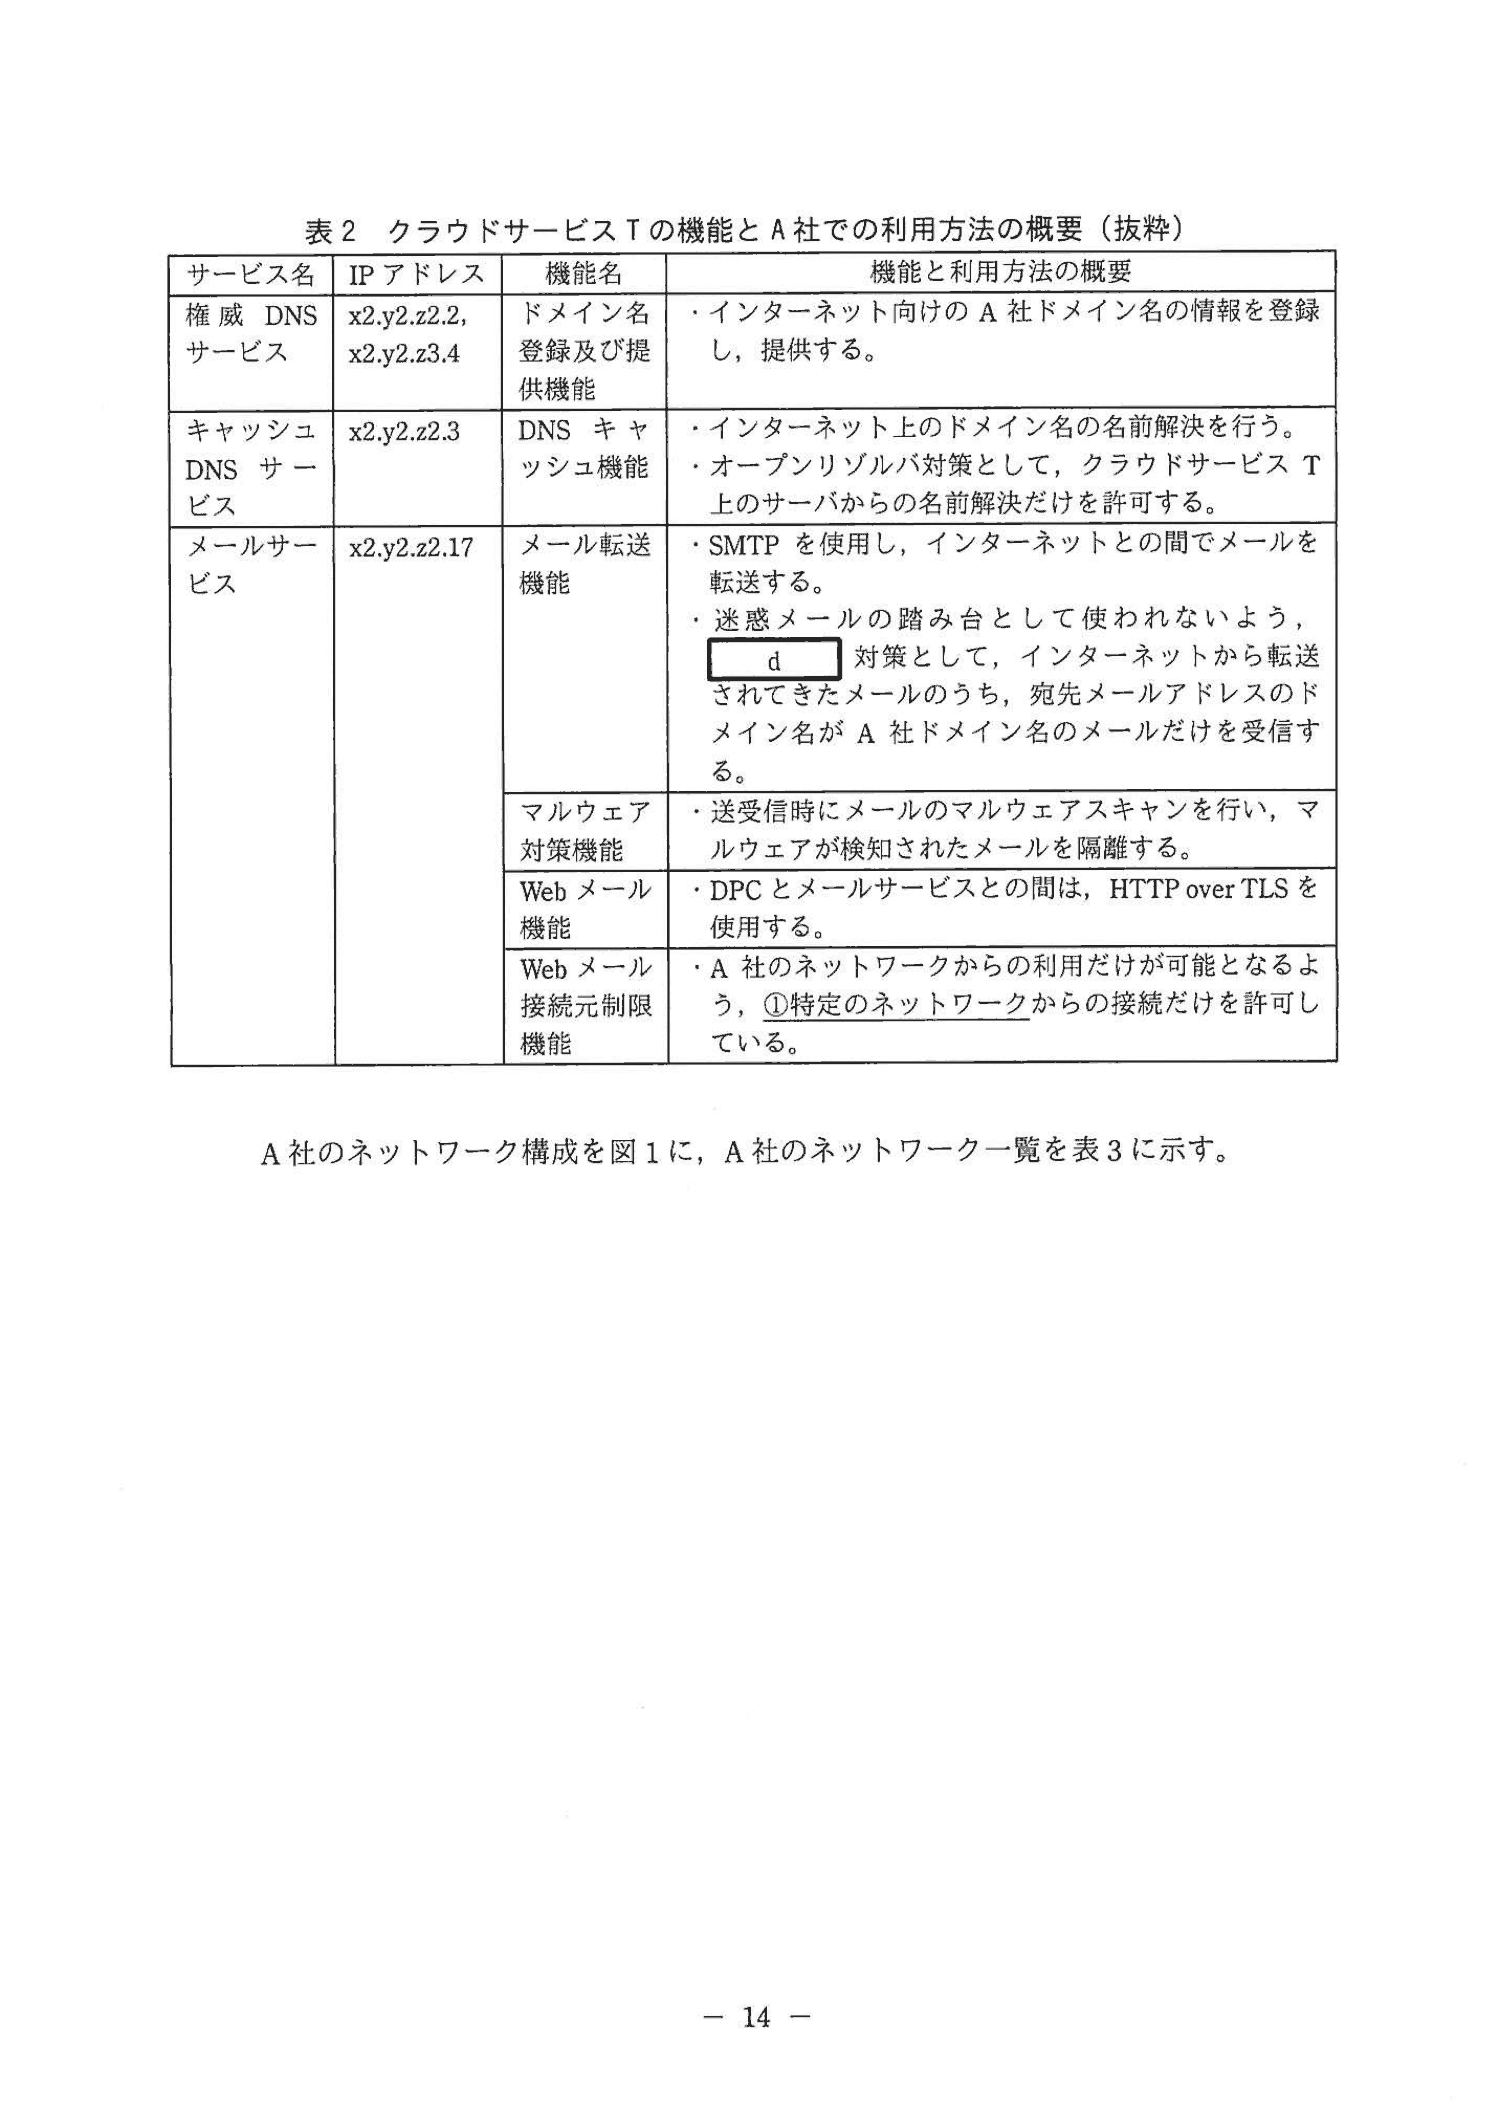 表2　クラウドサービスTの機能とA社での利用方法の概要（抜粋）
サービス名
IPアドレス
機能名
機能と利用方法の概要
権威 DNS
サービス
x2.y2.z2.2,
x2.y2.z3.4
ドメイン名
登録及び提
供機能
・インターネット向けの A 社ドメイン名の情報を登録
し，提供する。
キャッシュ
DNS サー
ビス
x2.y2.z2.3
DNS キャ
ッシュ機能
・インターネット上のドメイン名の名前解決を行う。
・オープンリゾルバ対策として，クラウドサービス T
上のサーバからの名前解決だけを許可する。
メールサー
ビス
x2.y2.z2.17
メール転送
機能
・SMTP を使用し，インターネットとの間でメールを
転送する。
・迷惑メールの踏み台として使われないよう，
d 対策として，インターネットから転送
されてきたメールのうち，宛先メールアドレスのド
メイン名が A 社ドメイン名のメールだけを受信す
る。
マルウェア
対策機能
・送受信時にメールのマルウェアスキャンを行い，マ
ルウェアが検知されたメールを隔離する。
Web メール
機能
・DPC とメールサービスとの間は，HTTP over TLS を
使用する。
Web メール
接続元制限
機能
・A 社のネットワークからの利用だけが可能となるよ
う，①特定のネットワークからの接続だけを許可し
ている。
A社のネットワーク構成を図1に，A社のネットワーク一覧を表3に示す。
－ 14 －